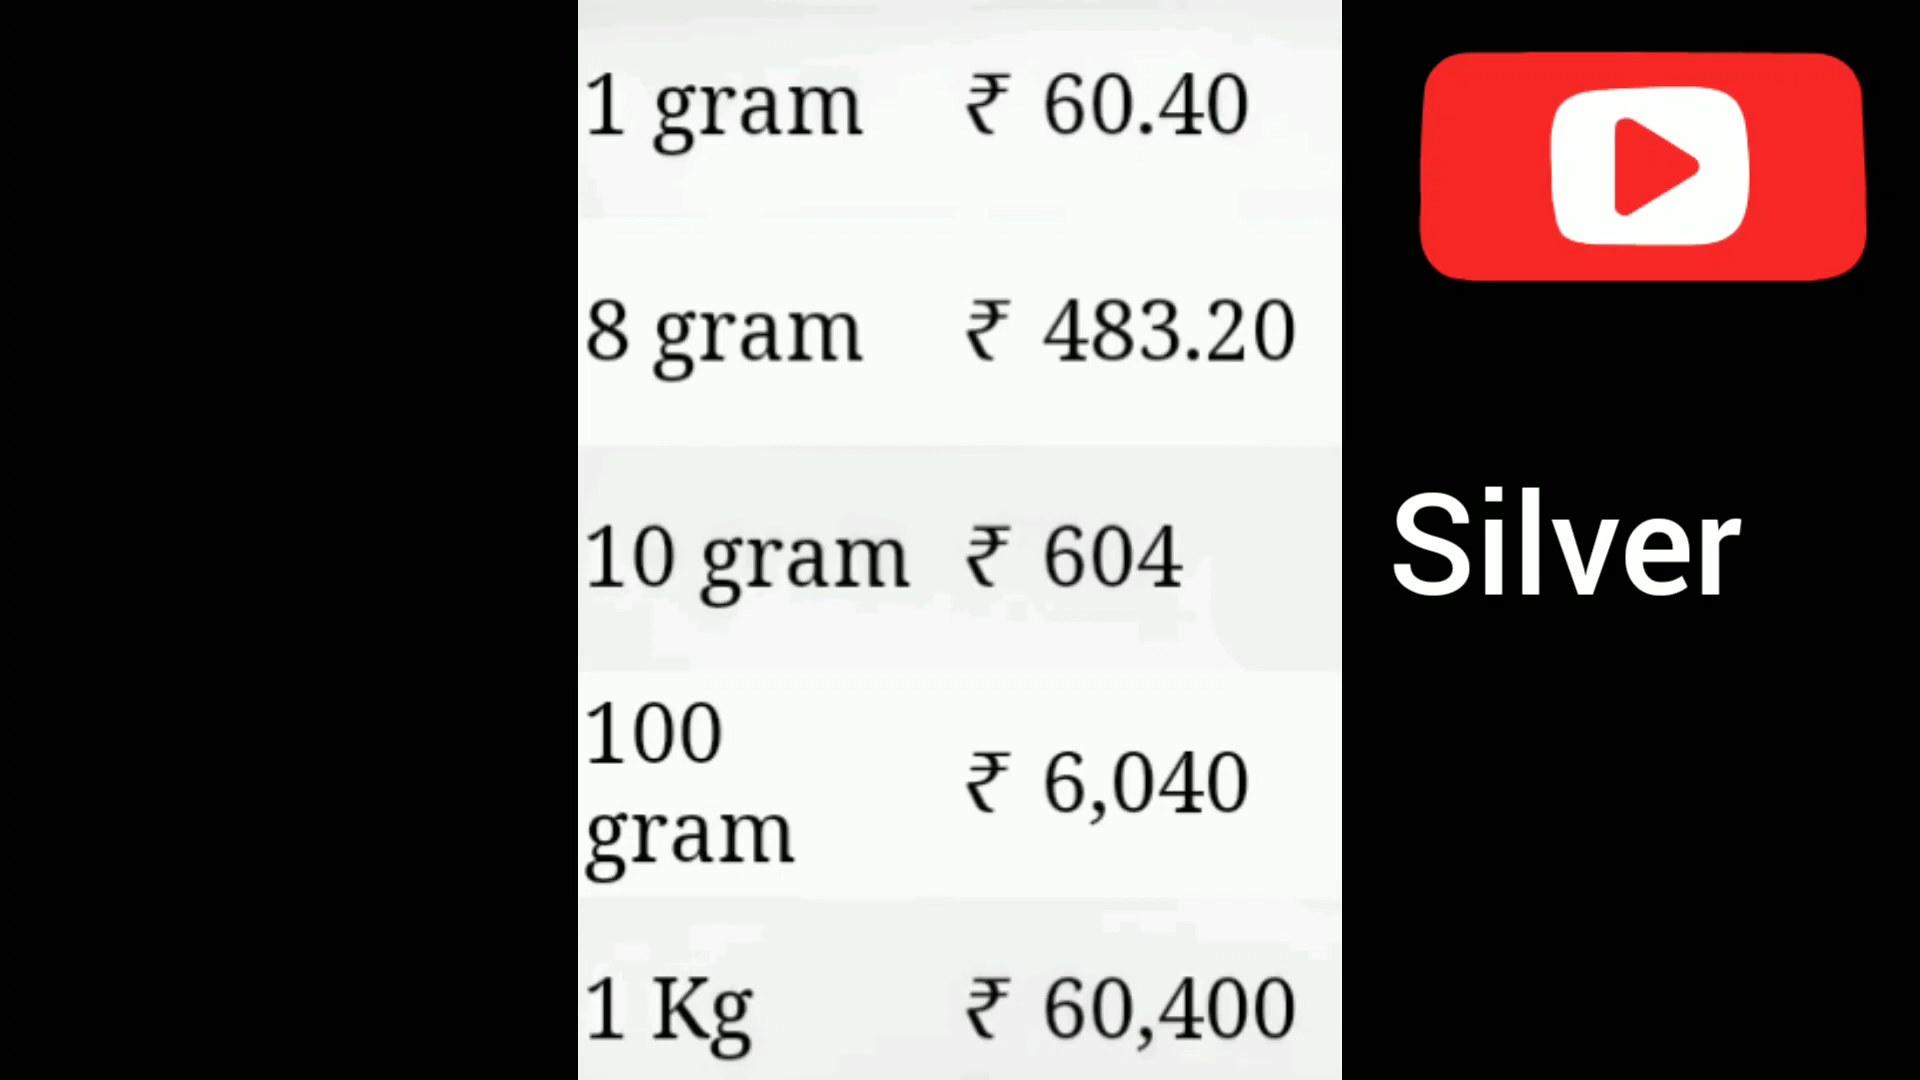 1 gram ₹ 60.40
8 gram ₹ 483.20
10 gram ₹ 604
100
gram ₹ 6,040
1 Kg ₹ 60,400
Silver